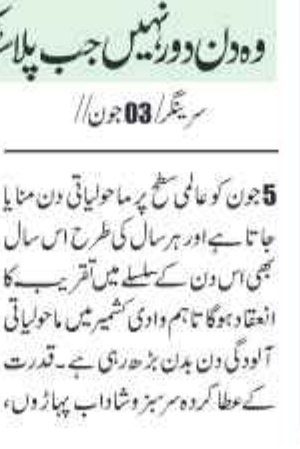 وہ دن دور نہیں جب
سرینگر/03 جون//
5 جون کو عالمی سطح پر ماحولیاتی دن منایا
جاتا ہے اور ہر سال کی طرح اس سال
بھی اس دن کے سلسلے میں تقریب کا
انعقاد ہوگا تاہم وادی کشمیر میں ماحولیاتی
آلودگی دن بدن بڑھ رہی ہے۔ قدرت
کے عطا کردہ سرسبز و شاداب پہاڑوں،